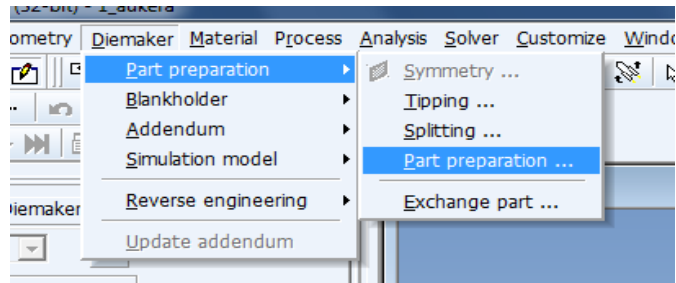 (32-bit) - 1_aukera
ometry Diemaker Material Process Analysis Solver Customize Windo
Part preparation
Symmetry ...
Blankholder
Tipping ...
Addendum
Splitting ...
Simulation model
Part preparation ...
Reverse engineering
Exchange part ...
iemaker
Update addendum